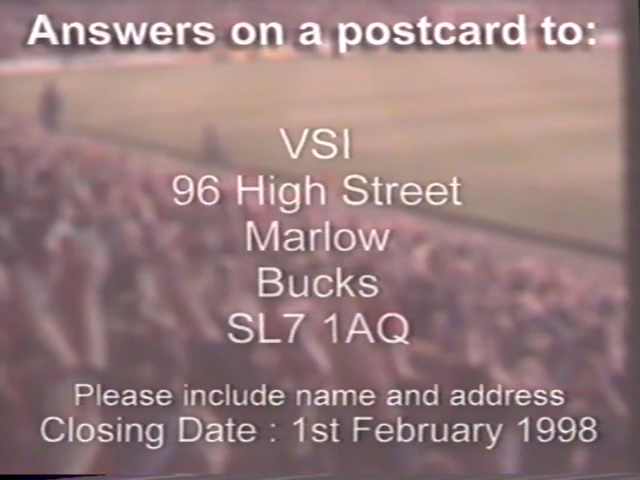 Answers on a postcard to:
VSI
96 High Street
Marlow
Bucks
SL7 1AQ
Please include name and address
Closing Date : 1st February 1998